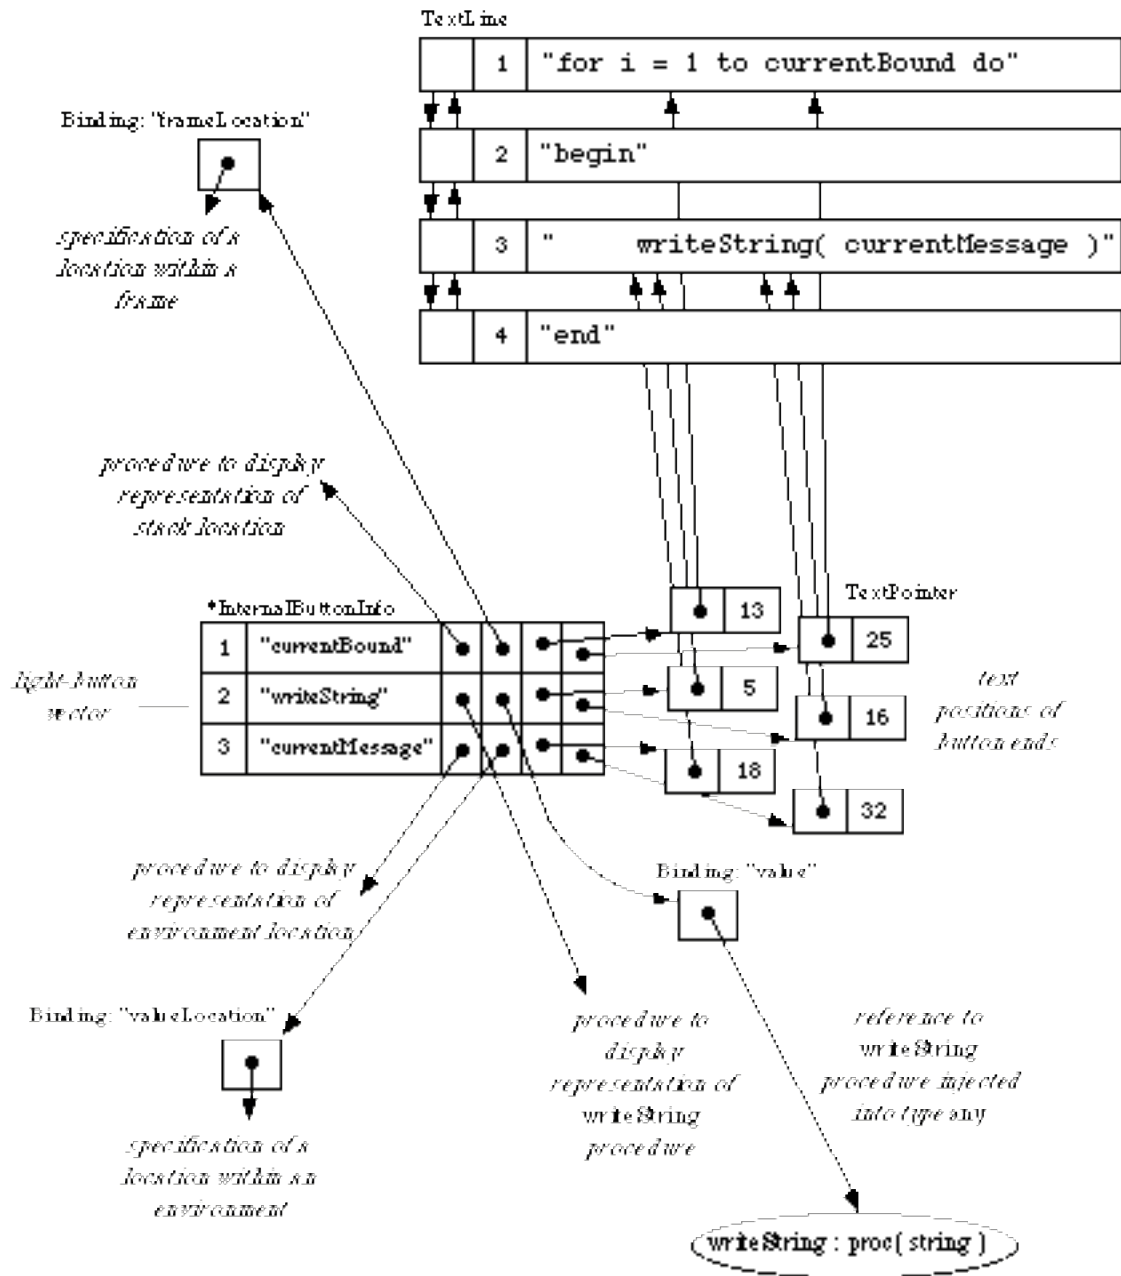 TextLine
1 "for i = 1 to currentBound do"
Binding: "frameLocation"
2 "begin"
specification of a
location within a
frame
3 "     writeString( currentMessage )"
4 "end"
procedure to display
representation of
stack location
*InternalButtonInfo
13
TextPointer
1 "currentBound"
25
light-button
vector
2 "writeString"
5
text
positions of
button ends
16
3 "currentMessage"
18
32
procedure to display
representation of
environment location
Binding: "value"
Binding: "valueLocation"
procedure to
display
representation of
writeString
procedure
reference to
writeString
procedure injected
into type any
specification of a
location within an
environment
writeString : proc( string )